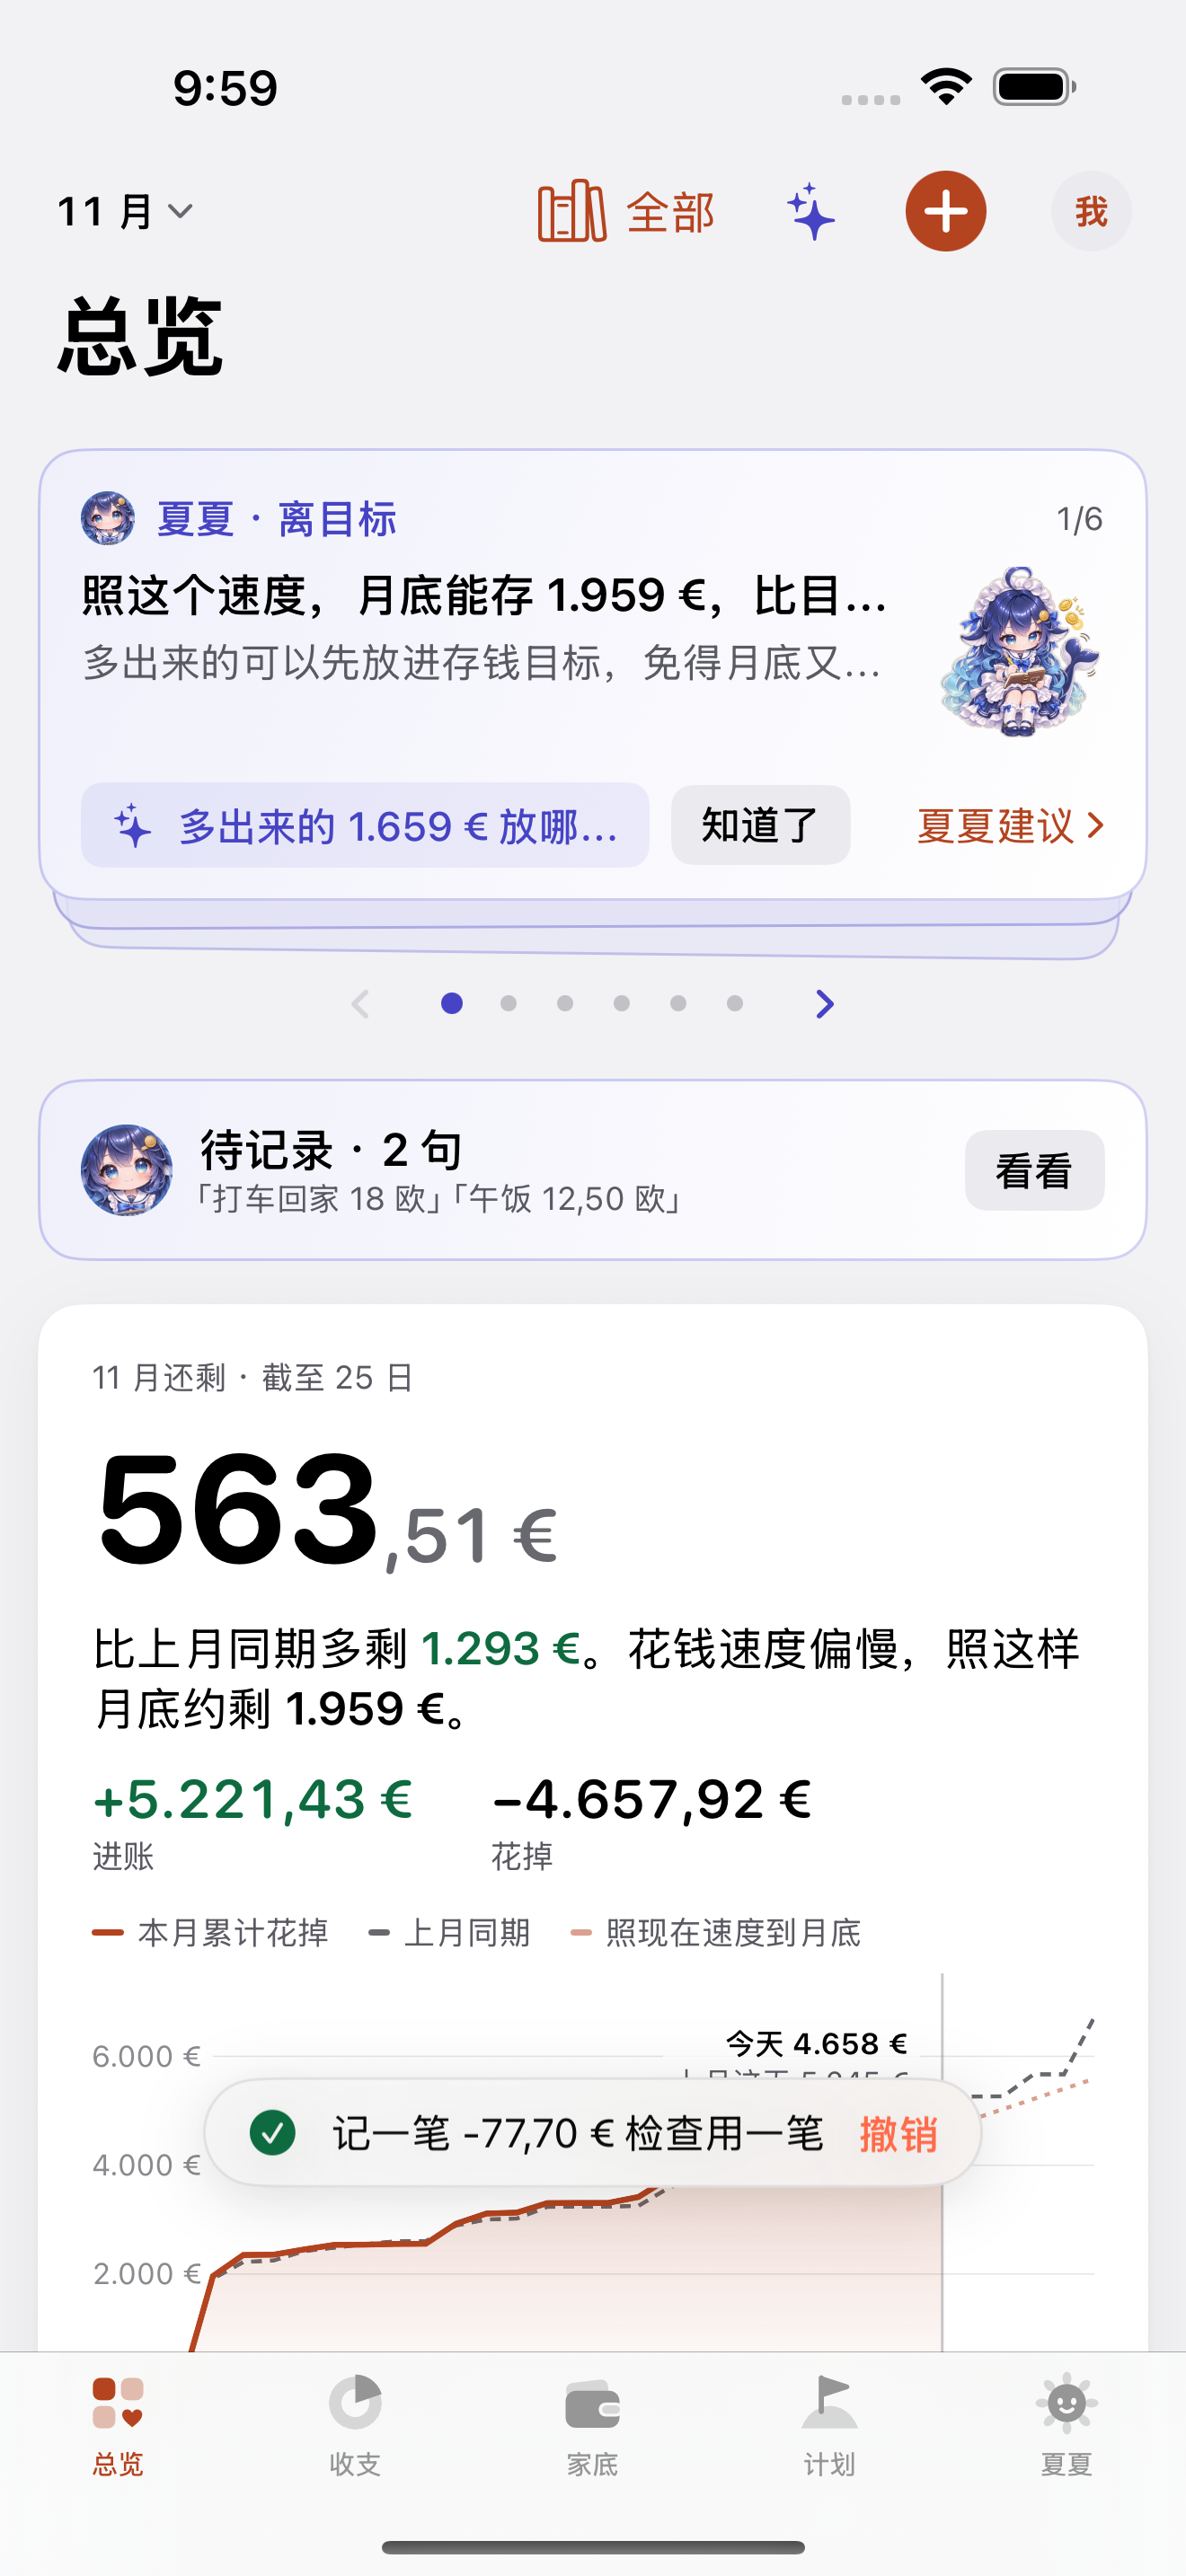 9:59
11 月
全部
我
总览
夏夏 · 离目标
1/6
照这个速度，月底能存 1.959 €，比目...
多出来的可以先放进存钱目标，免得月底又...
多出来的 1.659 € 放哪...
知道了
夏夏建议
待记录 · 2 句
「打车回家 18 欧」「午饭 12,50 欧」
看看
11 月还剩 · 截至 25 日
563,51 €
比上月同期多剩 1.293 €。花钱速度偏慢，照这样
月底约剩 1.959 €。
+5.221,43 €
−4.657,92 €
进账
花掉
本月累计花掉
上月同期
照现在速度到月底
今天 4.658 €
6.000 €
记一笔 -77,70 € 检查用一笔
撤销
4.000 €
2.000 €
总览
收支
家底
计划
夏夏